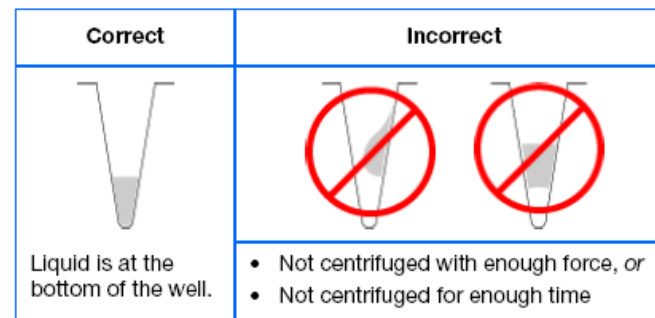 Correct
Incorrect
Liquid is at the
bottom of the well.
• Not centrifuged with enough force, or
• Not centrifuged for enough time